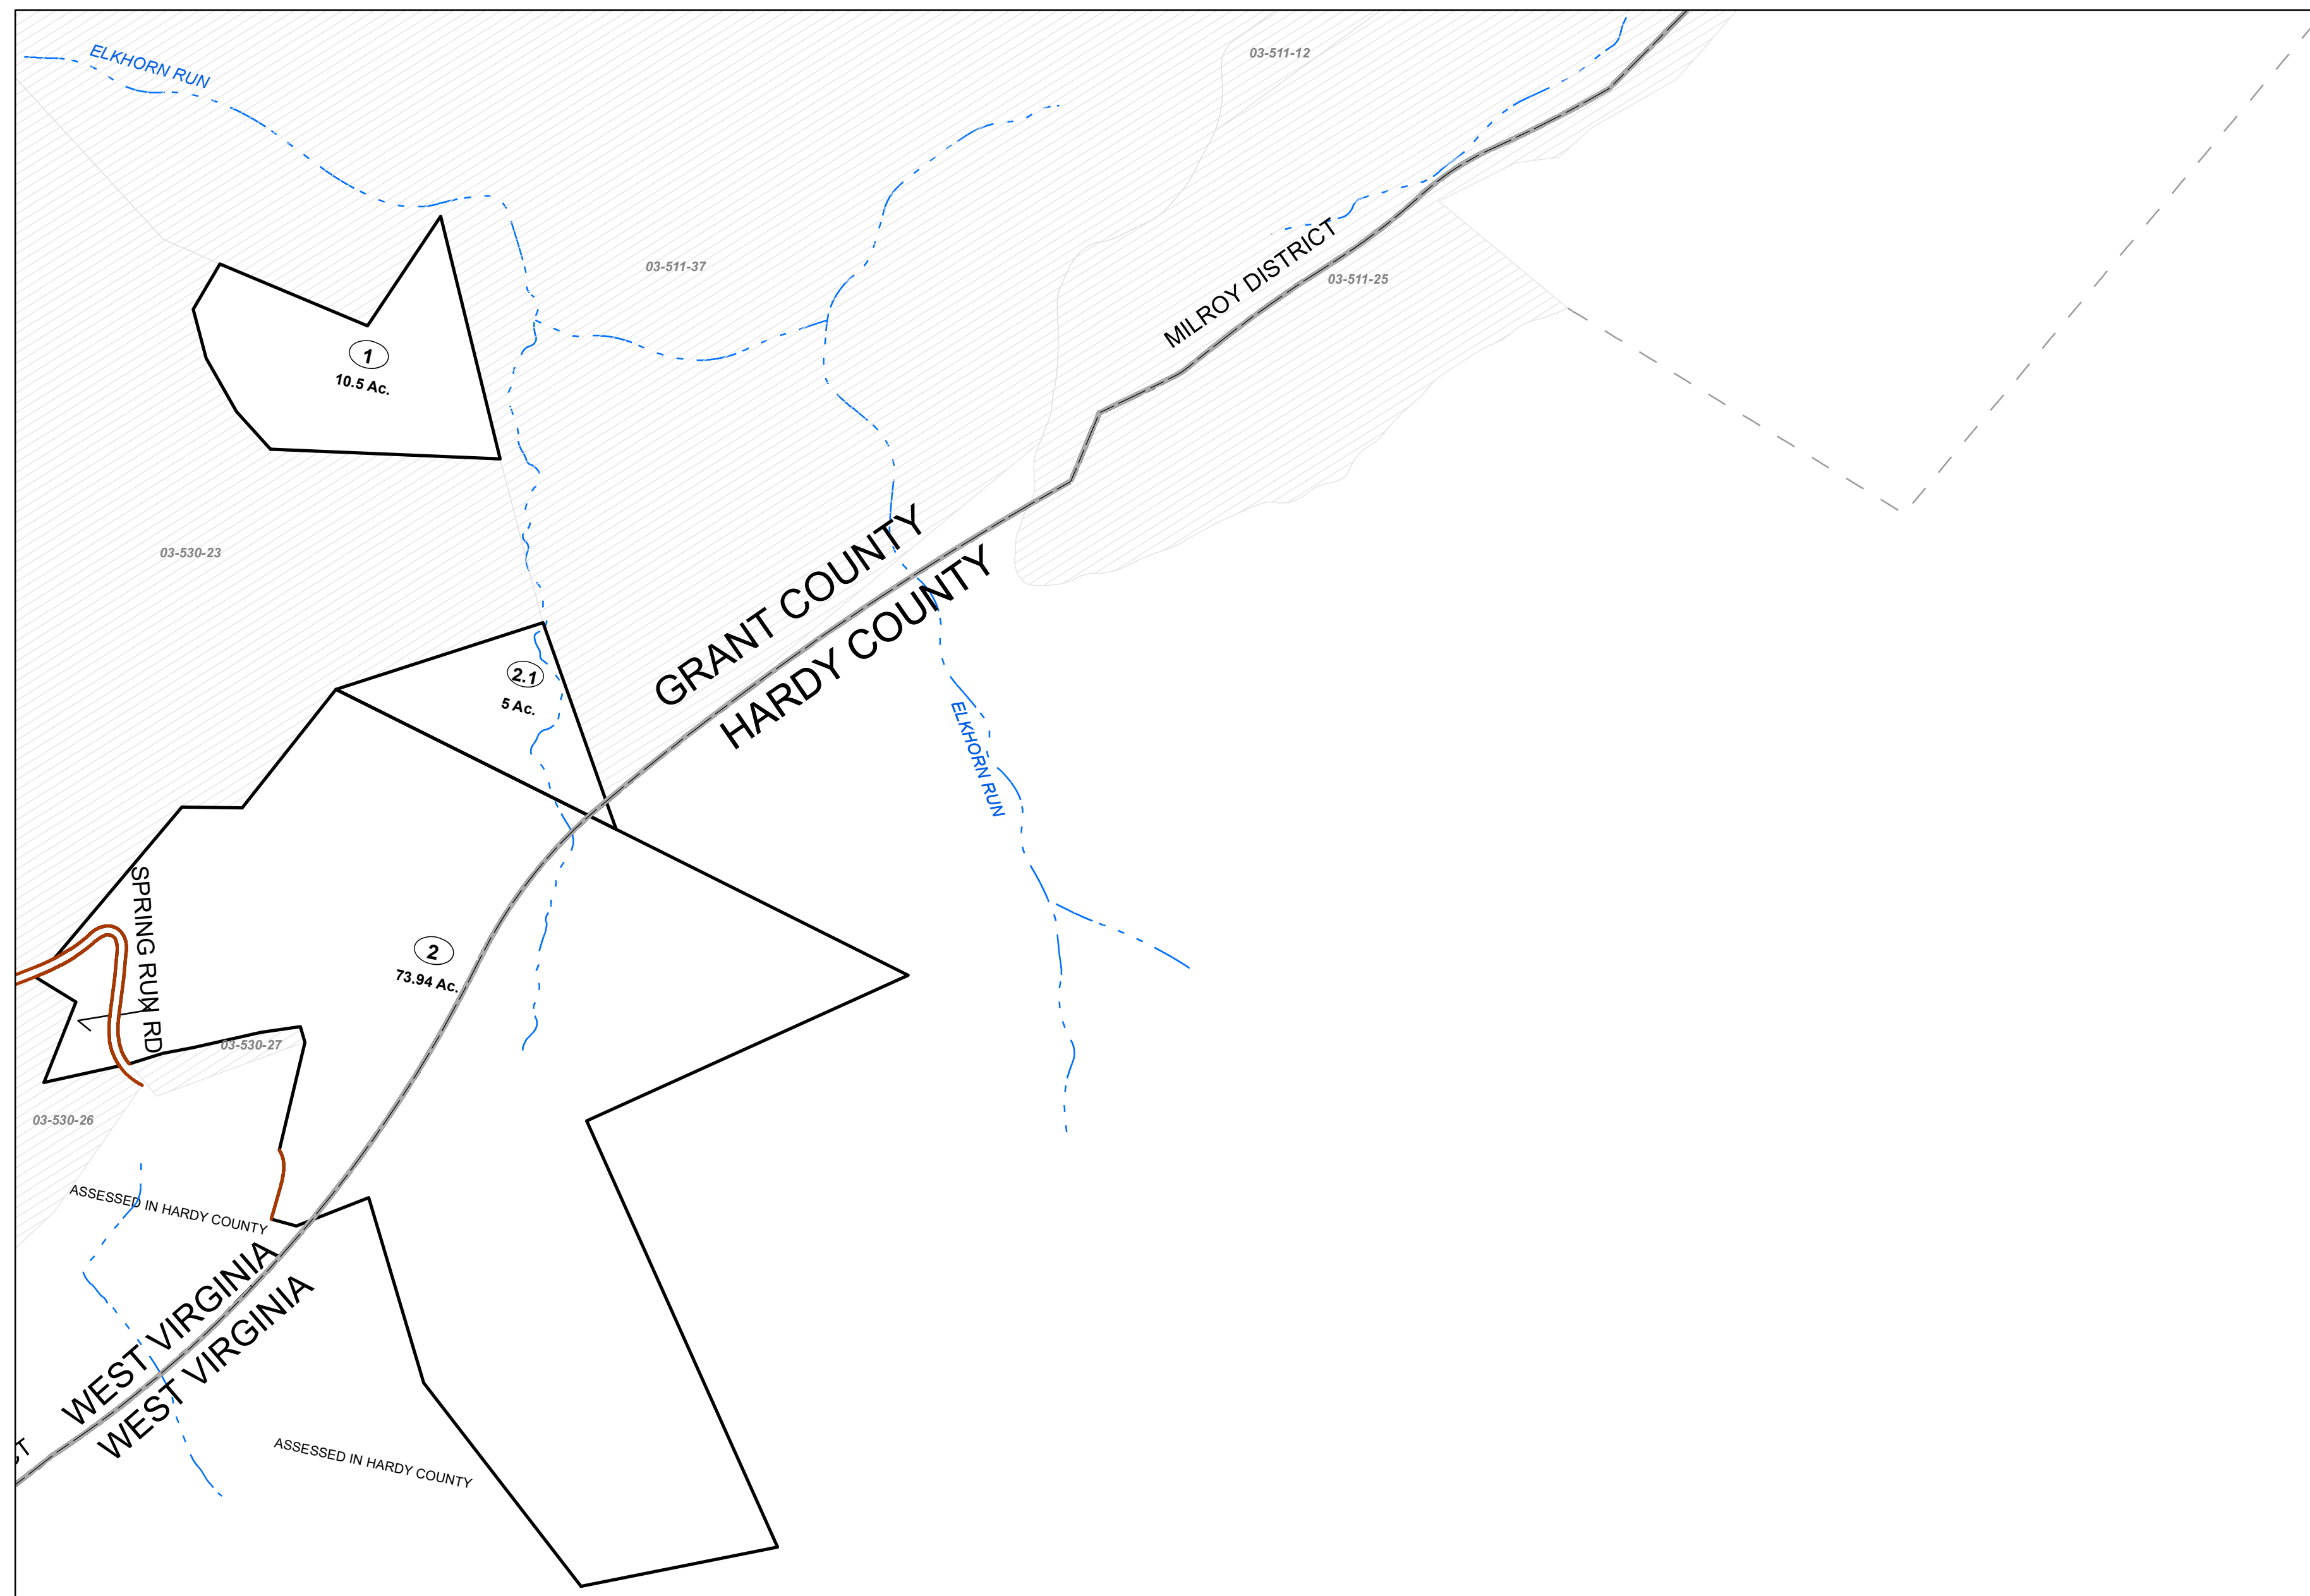 ELKHORN RUN
03-511-12
03-511-37
MILROY DISTRICT
03-511-25
1
10.5 Ac.
03-530-23
GRANT COUNTY
HARDY COUNTY
2.1
5 Ac.
ELKHORN RUN
SPRING RUN RD
2
73.94 Ac.
03-530-27
03-530-26
ASSESSED IN HARDY COUNTY
WEST VIRGINIA
WEST VIRGINIA
ASSESSED IN HARDY COUNTY